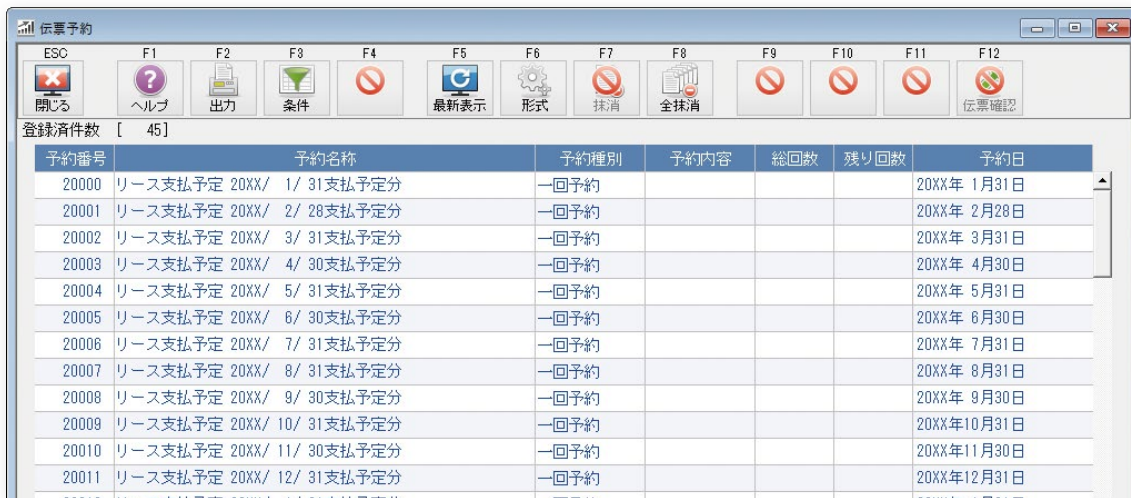 伝票予約
ESC F1 F2 F3 F4 F5 F6 F7 F8 F9 F10 F11 F12
閉じる ヘルプ 出力 条件 最新表示 形式 抹消 全抹消 伝票確認
登録済件数 [ 45]
予約番号 予約名称 予約種別 予約内容 総回数 残り回数 予約日
20000 リース支払予定 20XX/ 1/ 31支払予定分 一回予約 20XX年 1月31日
20001 リース支払予定 20XX/ 2/ 28支払予定分 一回予約 20XX年 2月28日
20002 リース支払予定 20XX/ 3/ 31支払予定分 一回予約 20XX年 3月31日
20003 リース支払予定 20XX/ 4/ 30支払予定分 一回予約 20XX年 4月30日
20004 リース支払予定 20XX/ 5/ 31支払予定分 一回予約 20XX年 5月31日
20005 リース支払予定 20XX/ 6/ 30支払予定分 一回予約 20XX年 6月30日
20006 リース支払予定 20XX/ 7/ 31支払予定分 一回予約 20XX年 7月31日
20007 リース支払予定 20XX/ 8/ 31支払予定分 一回予約 20XX年 8月31日
20008 リース支払予定 20XX/ 9/ 30支払予定分 一回予約 20XX年 9月30日
20009 リース支払予定 20XX/ 10/ 31支払予定分 一回予約 20XX年10月31日
20010 リース支払予定 20XX/ 11/ 30支払予定分 一回予約 20XX年11月30日
20011 リース支払予定 20XX/ 12/ 31支払予定分 一回予約 20XX年12月31日